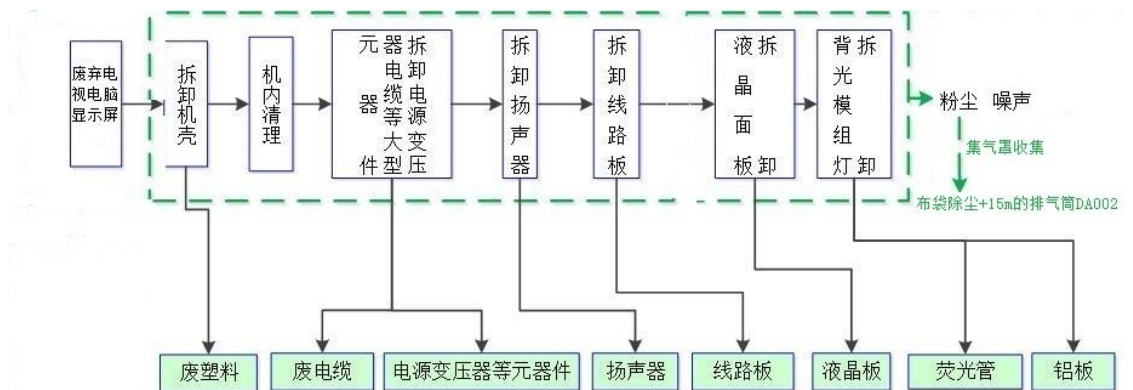 废弃电
视电脑
显示屏
拆卸机壳
机内清理
拆卸电源变压
器电缆等大型
元器件
拆卸扬声器
拆卸线路板
拆卸
液晶面板
拆卸
背光模组灯
粉尘 噪声
集气罩收集
布袋除尘+15m的排气筒DA002
废塑料
废电缆
电源变压器等元器件
扬声器
线路板
液晶板
荧光管
铝板